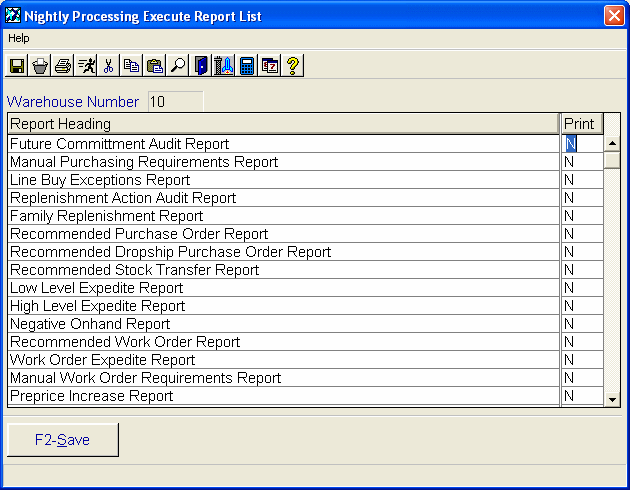 Nightly Processing Execute Report List
Help
Warehouse Number 10
Report Heading Print
Future Committment Audit Report N
Manual Purchasing Requirements Report N
Line Buy Exceptions Report N
Replenishment Action Audit Report N
Family Replenishment Report N
Recommended Purchase Order Report N
Recommended Dropship Purchase Order Report N
Recommended Stock Transfer Report N
Low Level Expedite Report N
High Level Expedite Report N
Negative Onhand Report N
Recommended Work Order Report N
Work Order Expedite Report N
Manual Work Order Requirements Report N
Preprice Increase Report N
F2-Save